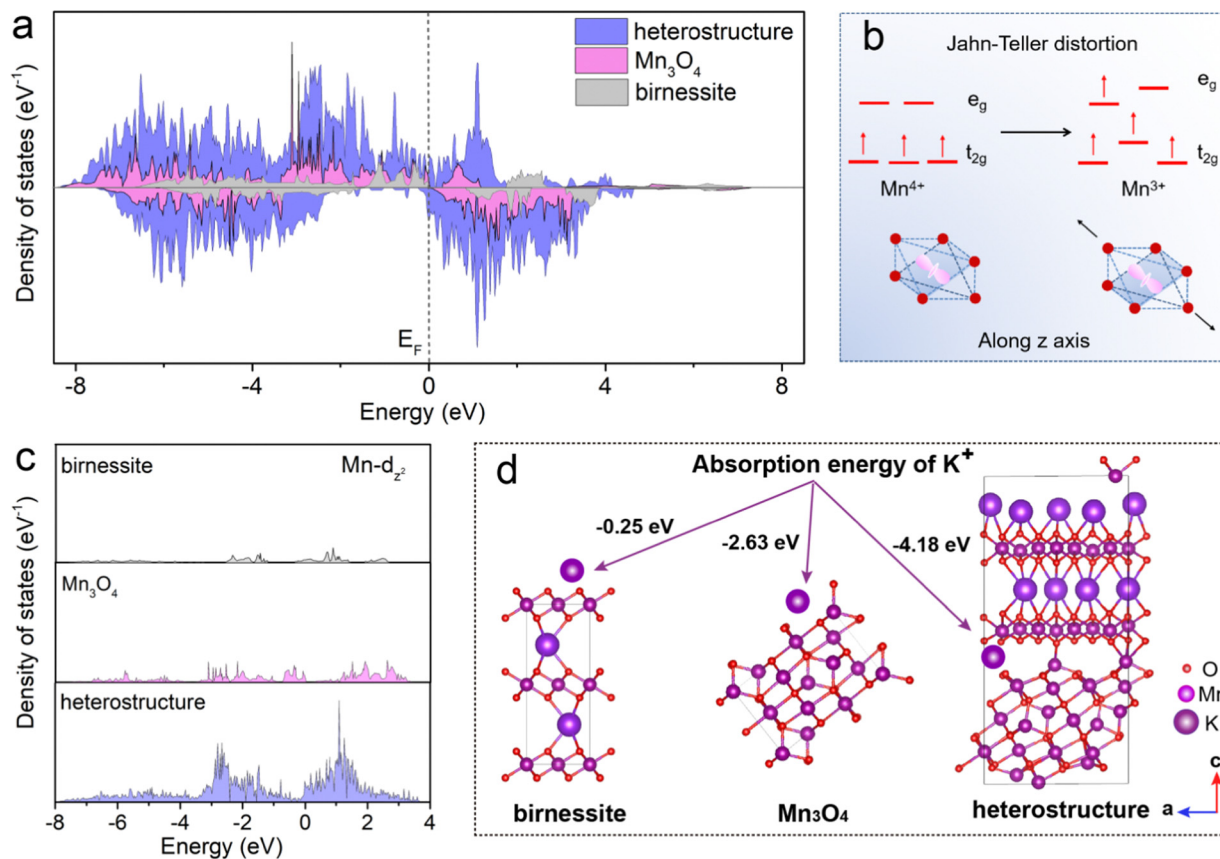 a
heterostructure
Mn3O4
birnessite
Density of states (eV-1)
EF
-8 -4 0 4 8
Energy (eV)
b
Jahn-Teller distortion
eg
eg
t2g
t2g
Mn4+
Mn3+
Along z axis
c
birnessite
Mn-dz2
Mn3O4
heterostructure
Density of states (eV-1)
-8 -6 -4 -2 0 2 4
Energy (eV)
d
Absorption energy of K+
-0.25 eV
-2.63 eV
-4.18 eV
O
Mn
K
c
a
birnessite
Mn3O4
heterostructure